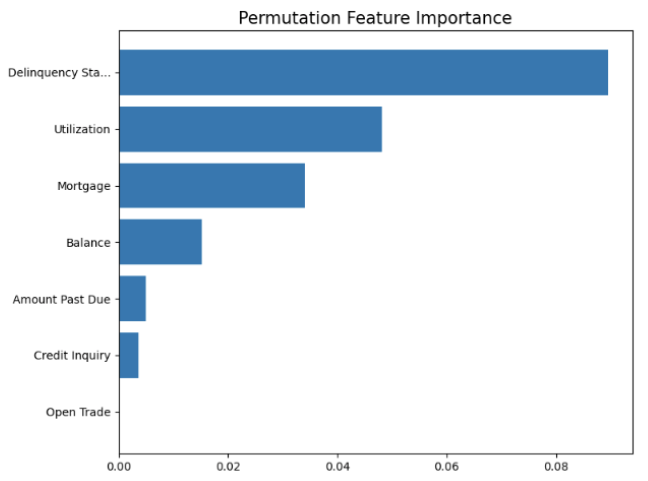 Permutation Feature Importance
Delinquency Sta...
Utilization
Mortgage
Balance
Amount Past Due
Credit Inquiry
Open Trade
0.00 0.02 0.04 0.06 0.08